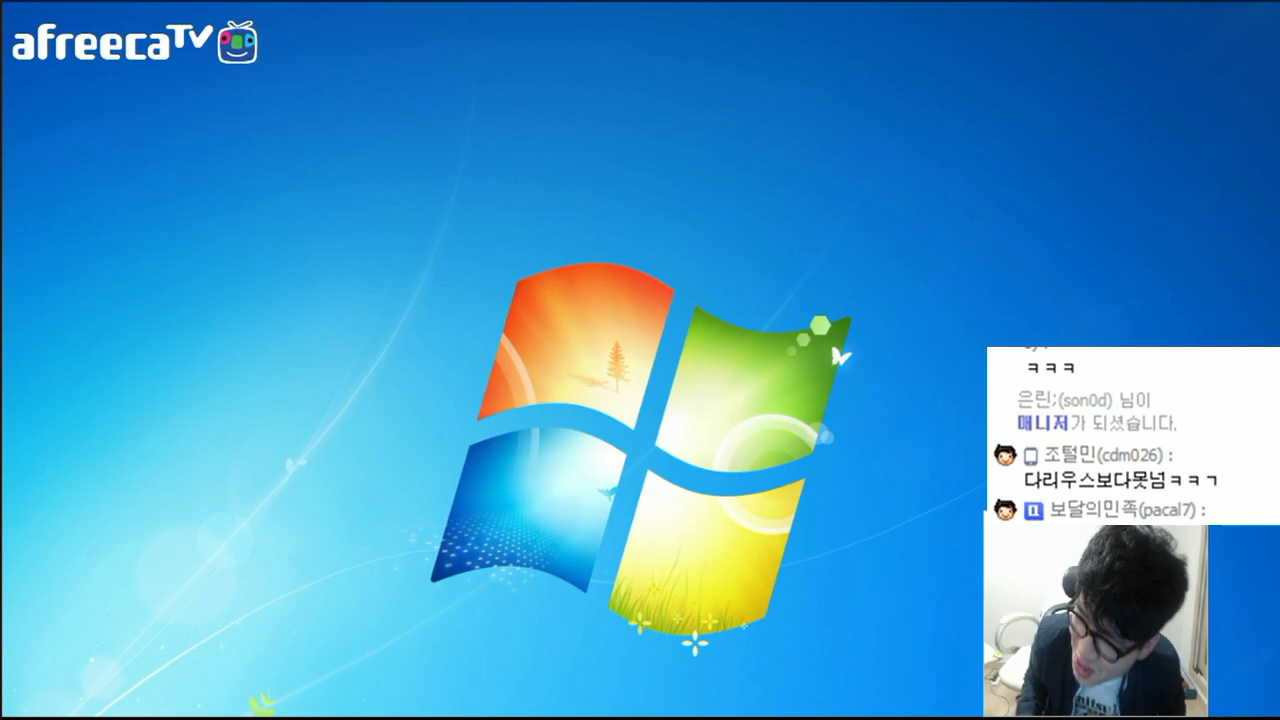 afreecaTV
ㅋㅋㅋ
은린;(son0d) 님이
매니저가 되셨습니다.
조털민(cdm026) :
다리우스보다못넘ㅋㅋㄱ
보달의민족(pacal7) :